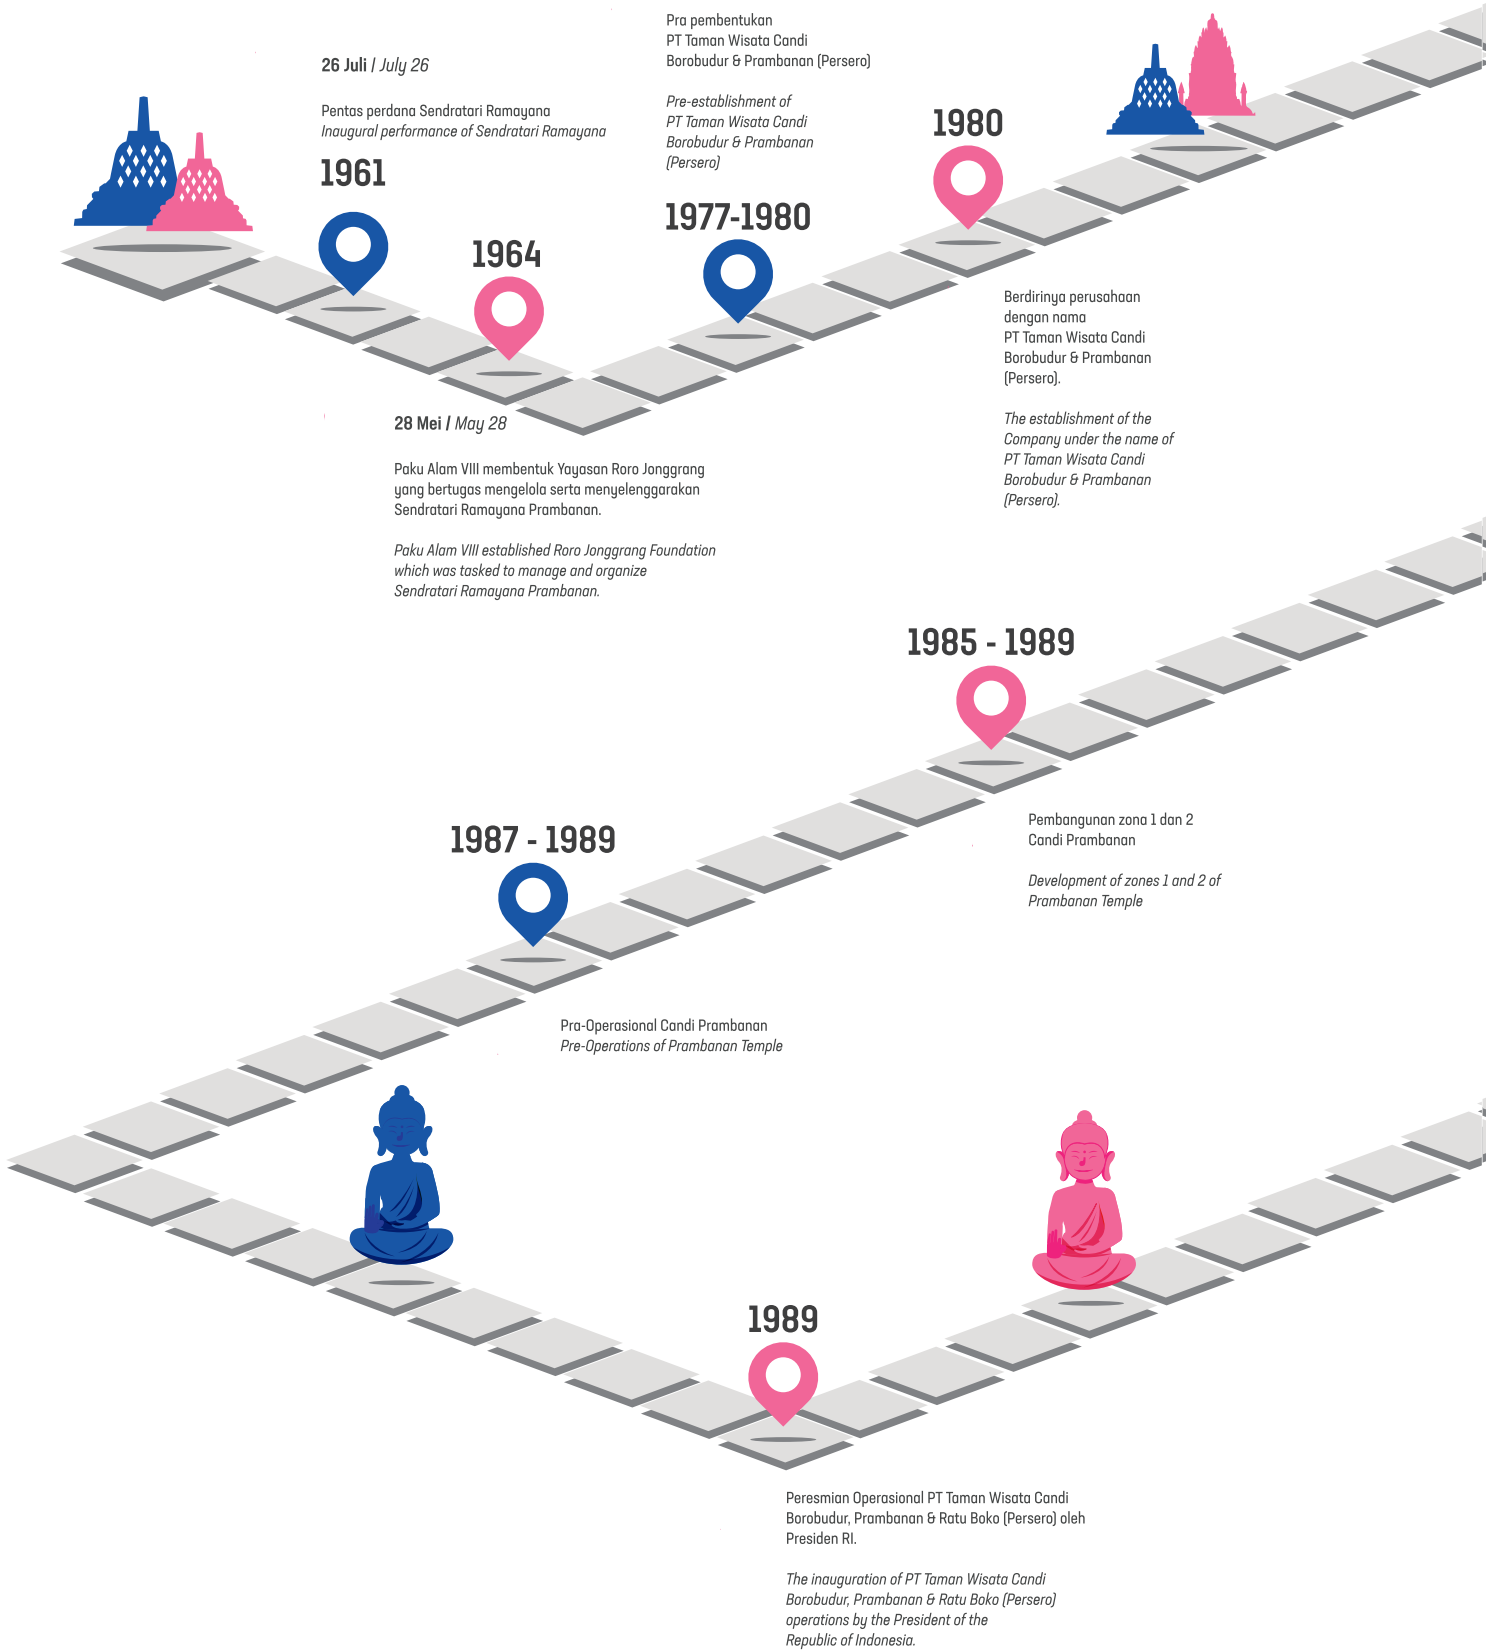 26 Juli / July 26
Pentas perdana Sendratari Ramayana
Inaugural performance of Sendratari Ramayana
1961
1964
28 Mei / May 28
Paku Alam VIII membentuk Yayasan Roro Jonggrang
yang bertugas mengelola serta menyelenggarakan
Sendratari Ramayana Prambanan.
Paku Alam VIII established Roro Jonggrang Foundation
which was tasked to manage and organize
Sendratari Ramayana Prambanan.
Pra pembentukan
PT Taman Wisata Candi
Borobudur & Prambanan (Persero)
Pre-establishment of
PT Taman Wisata Candi
Borobudur & Prambanan
(Persero)
1977-1980
1980
Berdirinya perusahaan
dengan nama
PT Taman Wisata Candi
Borobudur & Prambanan
(Persero).
The establishment of the
Company under the name of
PT Taman Wisata Candi
Borobudur & Prambanan
(Persero).
1985 - 1989
Pembangunan zona 1 dan 2
Candi Prambanan
Development of zones 1 and 2 of
Prambanan Temple
1987 - 1989
Pra-Operasional Candi Prambanan
Pre-Operations of Prambanan Temple
1989
Peresmian Operasional PT Taman Wisata Candi
Borobudur, Prambanan & Ratu Boko (Persero) oleh
Presiden RI.
The inauguration of PT Taman Wisata Candi
Borobudur, Prambanan & Ratu Boko (Persero)
operations by the President of the
Republic of Indonesia.